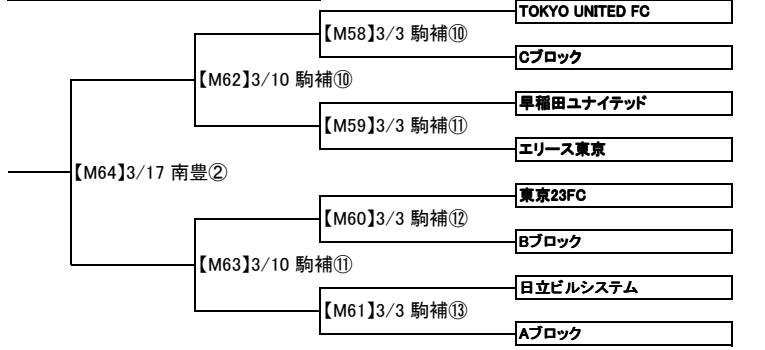 TOKYO UNITED FC
【M58】3/3 駒補⑩
Cブロック
【M62】3/10 駒補⑩
早稲田ユナイテッド
【M59】3/3 駒補⑪
エリース東京
【M64】3/17 南豊②
東京23FC
【M60】3/3 駒補⑫
Bブロック
【M63】3/10 駒補⑪
日立ビルシステム
【M61】3/3 駒補⑬
Aブロック